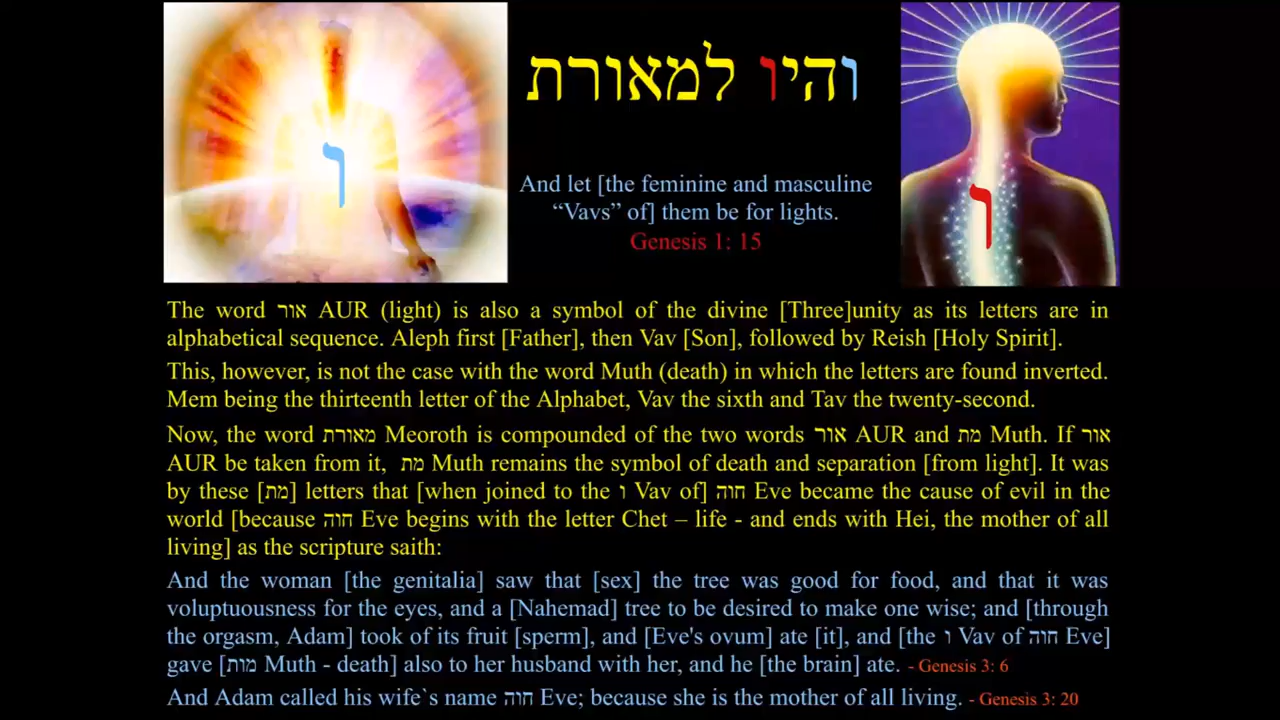 והיו למאורת
ו
ו
And let [the feminine and masculine
“Vavs” of] them be for lights.
Genesis 1: 15
The word אור AUR (light) is also a symbol of the divine [Three]unity as its letters are in
alphabetical sequence. Aleph first [Father], then Vav [Son], followed by Reish [Holy Spirit].
This, however, is not the case with the word Muth (death) in which the letters are found inverted.
Mem being the thirteenth letter of the Alphabet, Vav the sixth and Tav the twenty-second.
Now, the word מאורת Meoroth is compounded of the two words אור AUR and מת Muth. If אור
AUR be taken from it, מת Muth remains the symbol of death and separation [from light]. It was
by these [מת] letters that [when joined to the ו Vav of] חוה Eve became the cause of evil in the
world [because חוה Eve begins with the letter Chet – life - and ends with Hei, the mother of all
living] as the scripture saith:
And the woman [the genitalia] saw that [sex] the tree was good for food, and that it was
voluptuousness for the eyes, and a [Nahemad] tree to be desired to make one wise; and [through
the orgasm, Adam] took of its fruit [sperm], and [Eve's ovum] ate [it], and [the ו Vav of חוה Eve]
gave [מות Muth - death] also to her husband with her, and he [the brain] ate. - Genesis 3: 6
And Adam called his wife`s name חוה Eve; because she is the mother of all living. - Genesis 3: 20